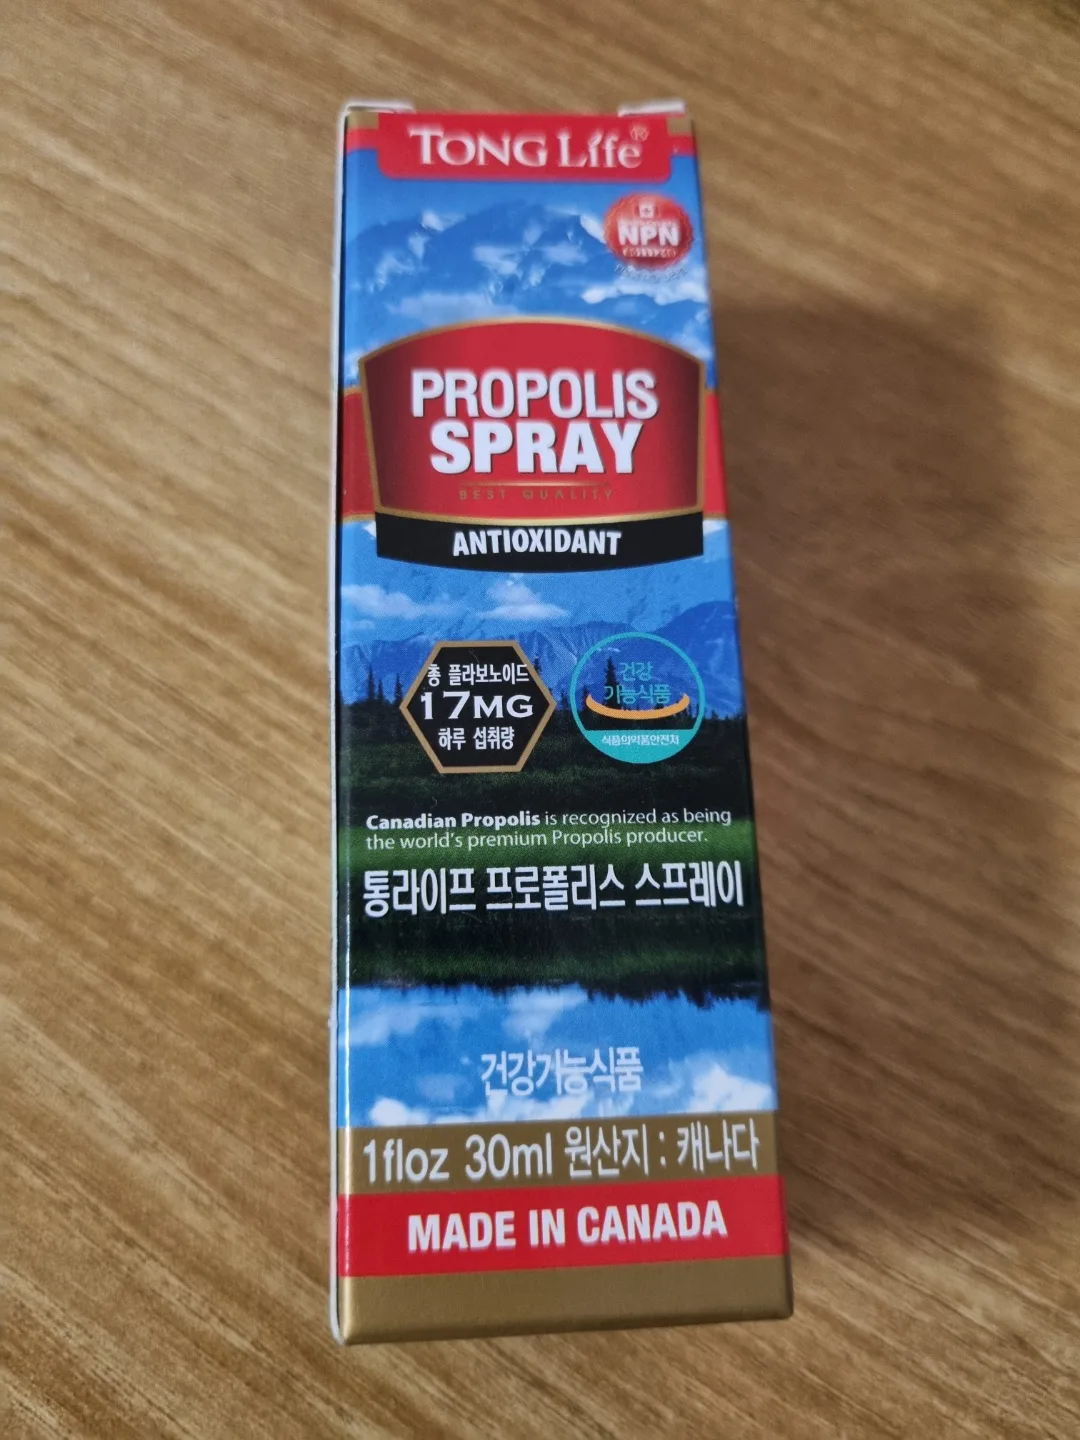 TONG Life®
NPN
PROPOLIS
SPRAY
BEST QUALITY
ANTIOXIDANT
총 플라보노이드
17MG
하루 섭취량
건강
기능식품
식품의약품안전처
Canadian Propolis is recognized as being
the world's premium Propolis producer.
통라이프 프로폴리스 스프레이
건강기능식품
1floz 30ml 원산지 : 캐나다
MADE IN CANADA